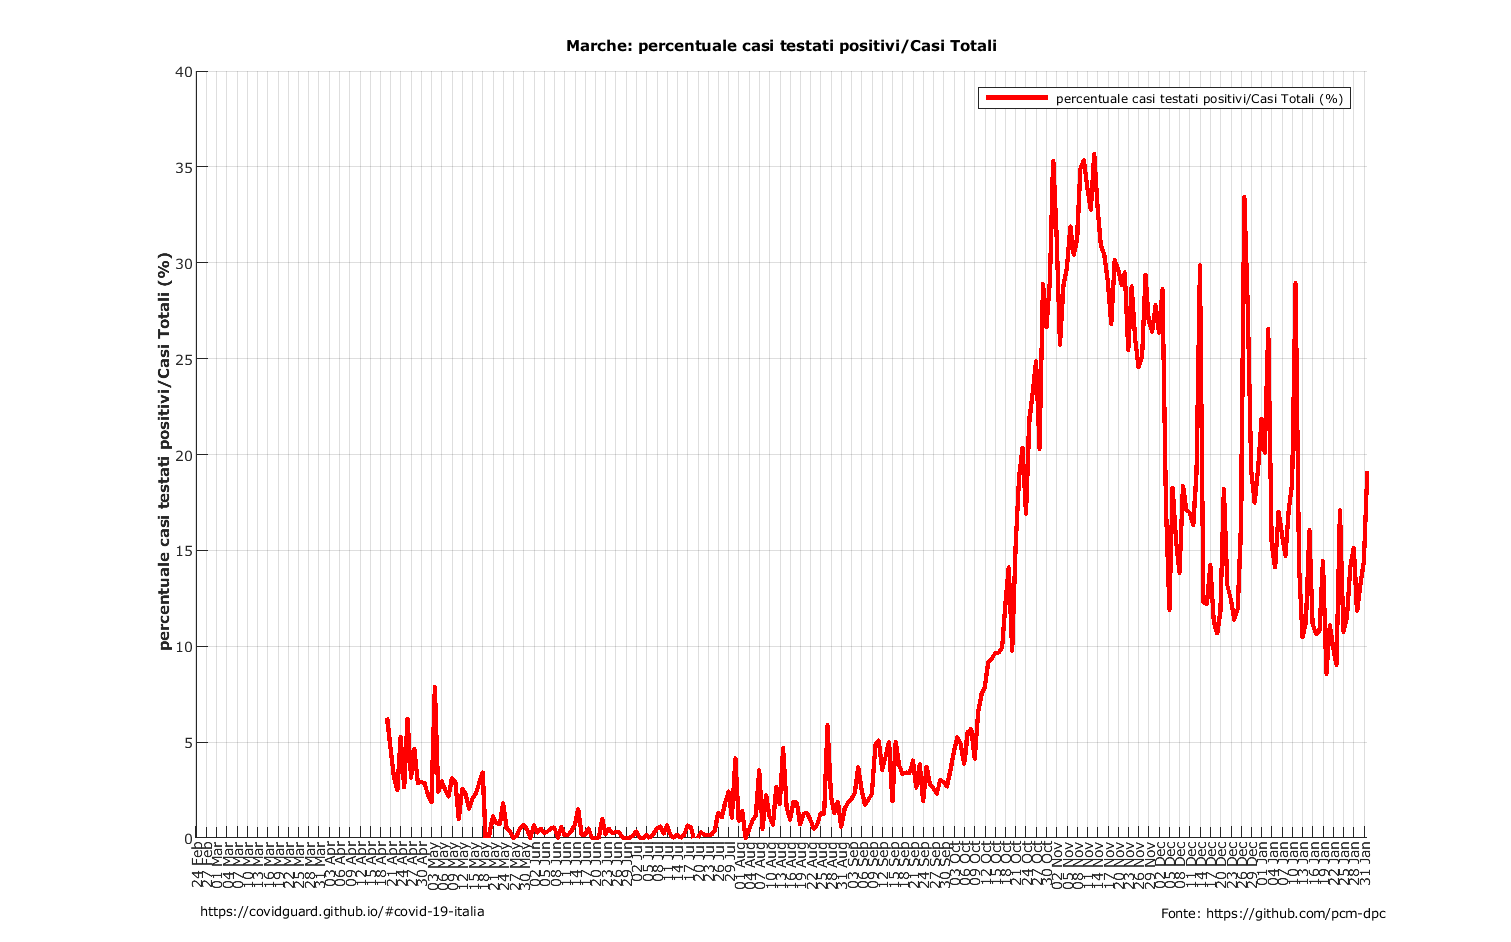 Marche: percentuale casi testati positivi/Casi Totali
percentuale casi testati positivi/Casi Totali (%)
percentuale casi testati positivi/Casi Totali (%)
40
35
30
25
20
15
10
5
0
24 Feb
27 Feb
01 Mar
04 Mar
07 Mar
10 Mar
13 Mar
16 Mar
19 Mar
22 Mar
25 Mar
28 Mar
31 Mar
03 Apr
06 Apr
09 Apr
12 Apr
15 Apr
18 Apr
21 Apr
24 Apr
27 Apr
30 Apr
03 May
06 May
09 May
12 May
15 May
18 May
21 May
24 May
27 May
30 May
02 Jun
05 Jun
08 Jun
11 Jun
14 Jun
17 Jun
20 Jun
23 Jun
26 Jun
29 Jun
02 Jul
05 Jul
08 Jul
11 Jul
14 Jul
17 Jul
20 Jul
23 Jul
26 Jul
29 Jul
01 Aug
04 Aug
07 Aug
10 Aug
13 Aug
16 Aug
19 Aug
22 Aug
25 Aug
28 Aug
31 Aug
03 Sep
06 Sep
09 Sep
12 Sep
15 Sep
18 Sep
21 Sep
24 Sep
27 Sep
30 Sep
03 Oct
06 Oct
09 Oct
12 Oct
15 Oct
18 Oct
21 Oct
24 Oct
27 Oct
30 Oct
02 Nov
05 Nov
08 Nov
11 Nov
14 Nov
17 Nov
20 Nov
23 Nov
26 Nov
29 Nov
02 Dec
05 Dec
08 Dec
11 Dec
14 Dec
17 Dec
20 Dec
23 Dec
26 Dec
29 Dec
01 Jan
04 Jan
07 Jan
10 Jan
13 Jan
16 Jan
19 Jan
22 Jan
25 Jan
28 Jan
31 Jan
https://covidguard.github.io/#covid-19-italia
Fonte: https://github.com/pcm-dpc